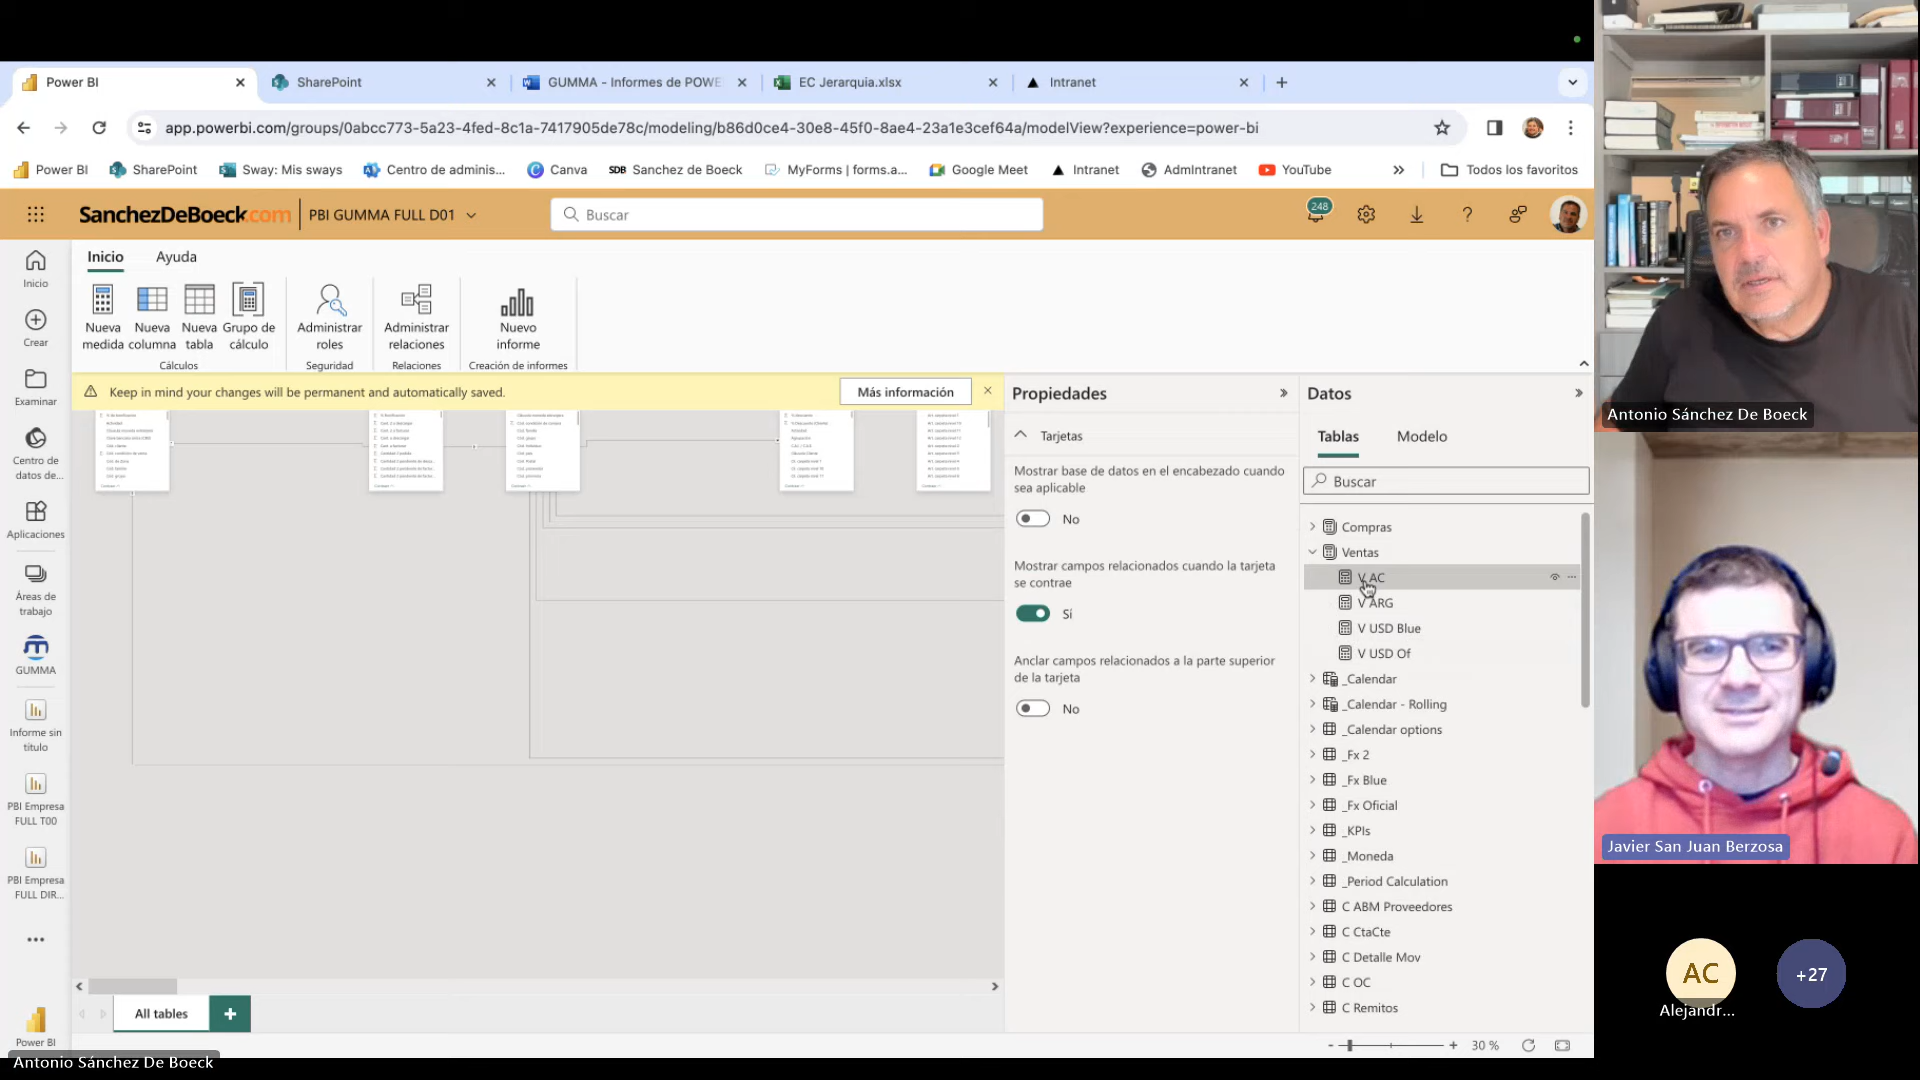 Power BI
SharePoint
GUMMA - Informes de POWE
EC Jerarquia.xlsx
Intranet
app.powerbi.com/groups/0abcc773-5a23-4fed-8c1a-7417905de78c/modeling/b86d0ce4-30e8-45f0-8ae4-23a1e3cef64a/modelView?experience=power-bi
Power BI
SharePoint
Sway: Mis sways
Centro de adminis...
Canva
SDB Sanchez de Boeck
MyForms | forms.a...
Google Meet
Intranet
AdmIntranet
YouTube
Todos los favoritos
SanchezDeBoeck.com
PBI GUMMA FULL D01
Buscar
248
Inicio
Ayuda
Nueva medida
Nueva columna
Nueva tabla
Grupo de cálculo
Administrar roles
Administrar relaciones
Nuevo informe
Cálculos
Seguridad
Relaciones
Creación de informes
Keep in mind your changes will be permanent and automatically saved.
Más información
Inicio
Crear
Examinar
Centro de datos de...
Aplicaciones
Áreas de trabajo
GUMMA
Informe sin título
PBI Empresa FULL T00
PBI Empresa FULL DIR...
Power BI
Propiedades
Tarjetas
Mostrar base de datos en el encabezado cuando
sea aplicable
No
Mostrar campos relacionados cuando la tarjeta
se contrae
Sí
Anclar campos relacionados a la parte superior
de la tarjeta
No
Datos
Tablas
Modelo
Buscar
Compras
Ventas
V AC
V ARG
V USD Blue
V USD Of
_Calendar
_Calendar - Rolling
_Calendar options
_Fx 2
_Fx Blue
_Fx Oficial
_KPIs
_Moneda
_Period Calculation
C ABM Proveedores
C CtaCte
C Detalle Mov
C OC
C Remitos
All tables
30 %
Antonio Sánchez De Boeck
Antonio Sánchez De Boeck
Javier San Juan Berzosa
AC
Alejandr...
+27